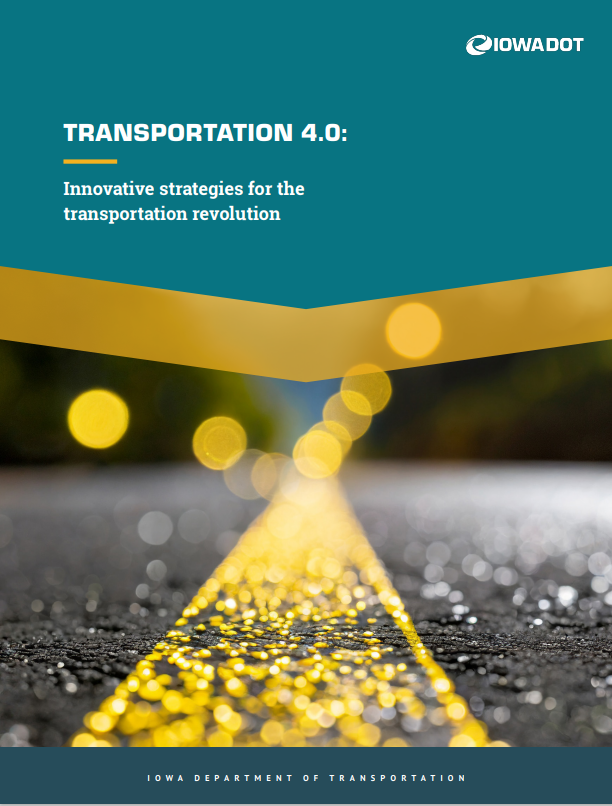 IOWADOT
TRANSPORTATION 4.0:
Innovative strategies for the
transportation revolution
IOWA DEPARTMENT OF TRANSPORTATION